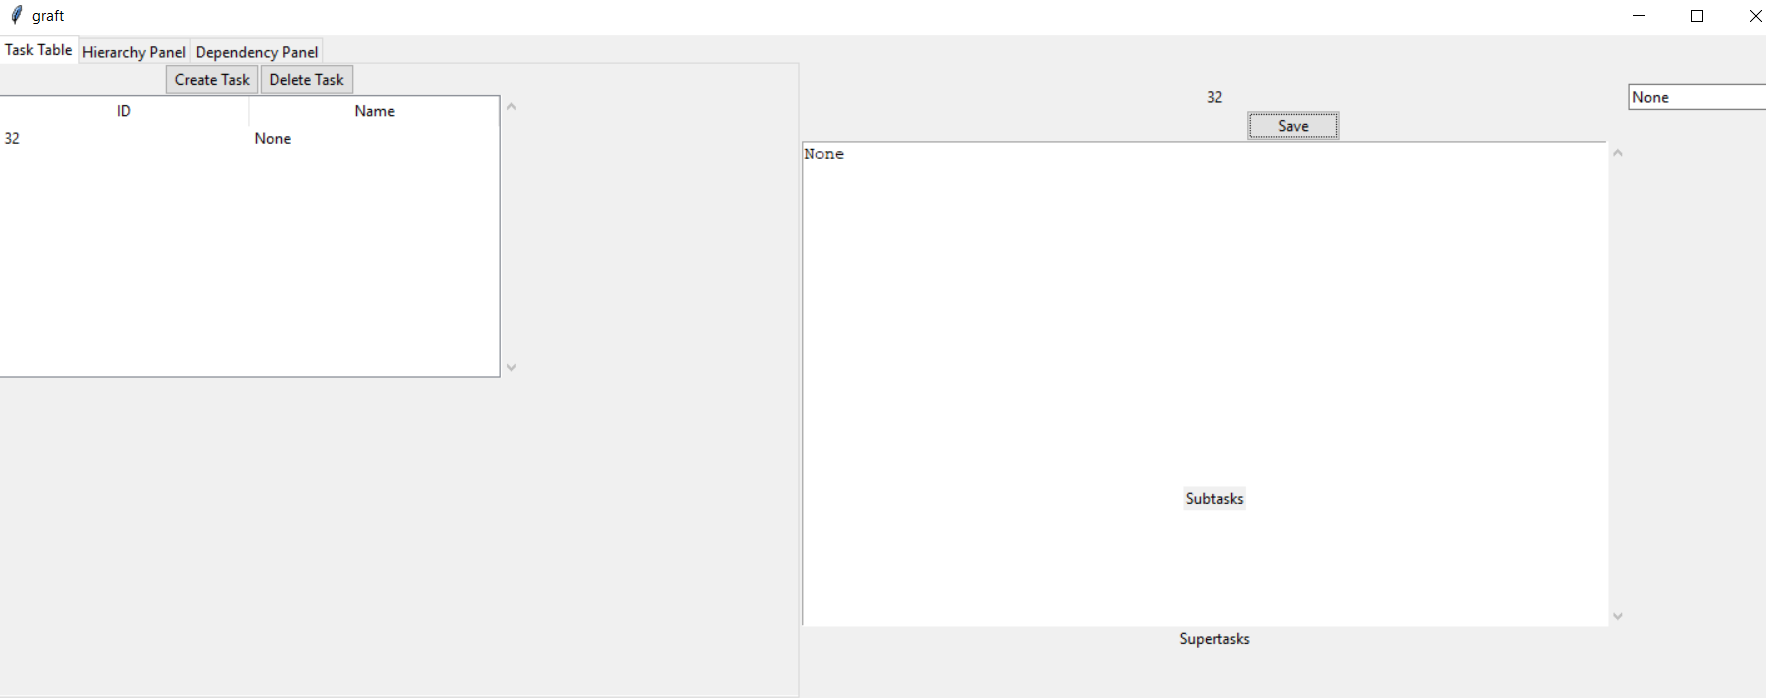 graft
Task Table Hierarchy Panel Dependency Panel
Create Task Delete Task
ID Name
32 None
32 None
Save
None
Subtasks
Supertasks